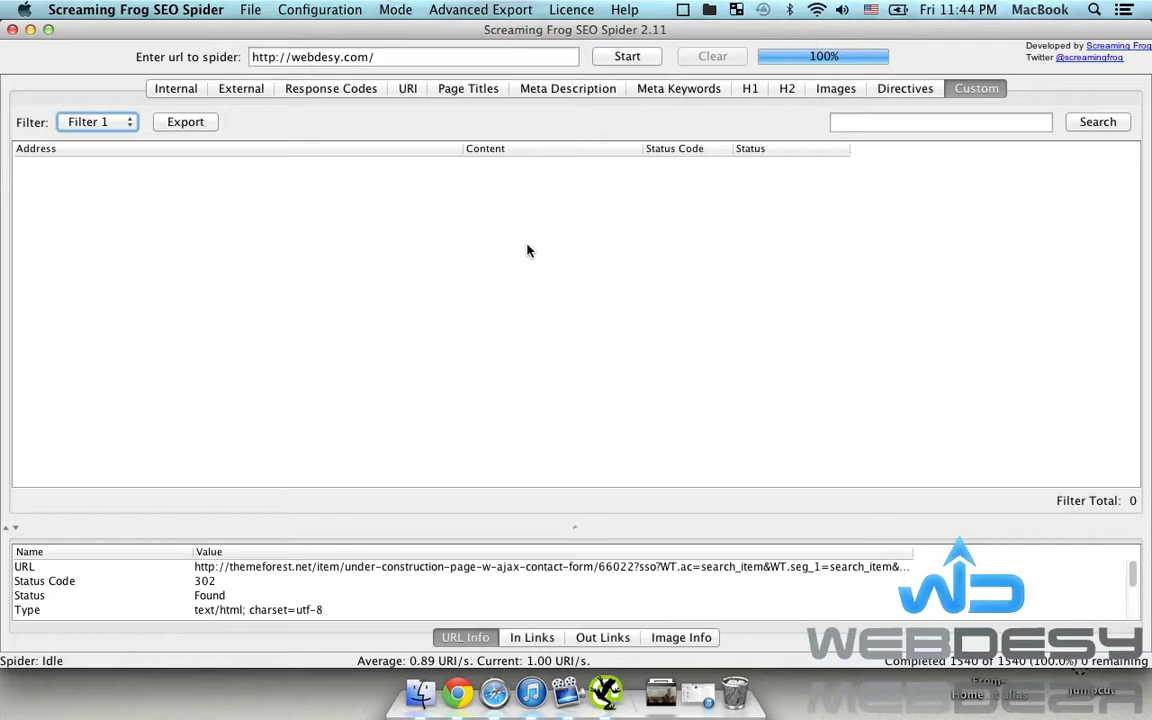 Screaming Frog SEO Spider File Configuration Mode Advanced Export Licence Help Fri 11:44 PM MacBook
Screaming Frog SEO Spider 2.11
Enter url to spider: http://webdesy.com/ Start Clear 100%
Developed by Screaming Frog
Twitter @screamingfrog
Internal External Response Codes URI Page Titles Meta Description Meta Keywords H1 H2 Images Directives Custom
Filter: Filter 1 Export Search
Address Content Status Code Status
Filter Total: 0
Name Value
URL http://themeforest.net/item/under-construction-page-w-ajax-contact-form/66022?sso?WT.ac=search_item&WT.seg_1=search_item&...
Status Code 302
Status Found
Type text/html; charset=utf-8
URL Info In Links Out Links Image Info
WEBDESY
Spider: Idle Average: 0.89 URI/s. Current: 1.00 URI/s. Completed 1540 of 1540 (100.0%) 0 remaining
From-
Home... alias Jumpcut